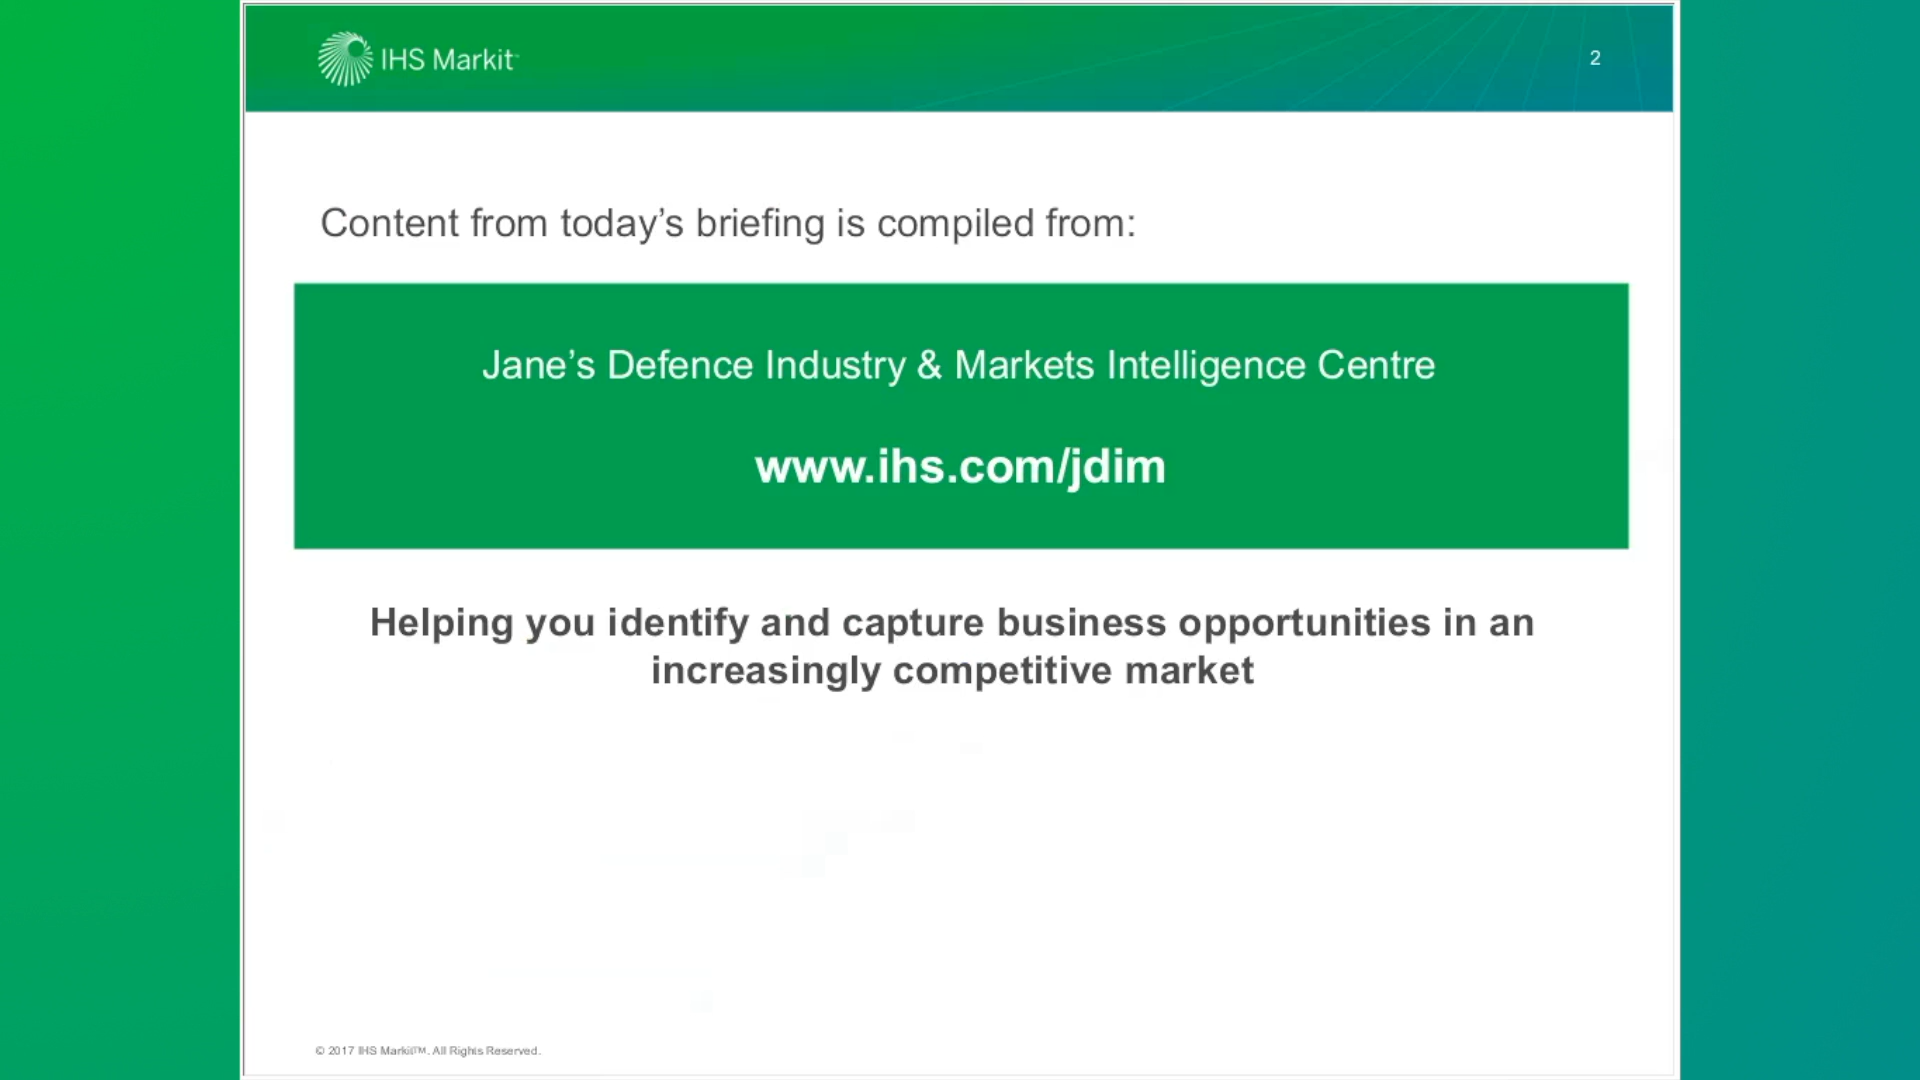 IHS Markit™
2
Content from today’s briefing is compiled from:
Jane’s Defence Industry & Markets Intelligence Centre
www.ihs.com/jdim
Helping you identify and capture business opportunities in an
increasingly competitive market
© 2017 IHS Markit™. All Rights Reserved.